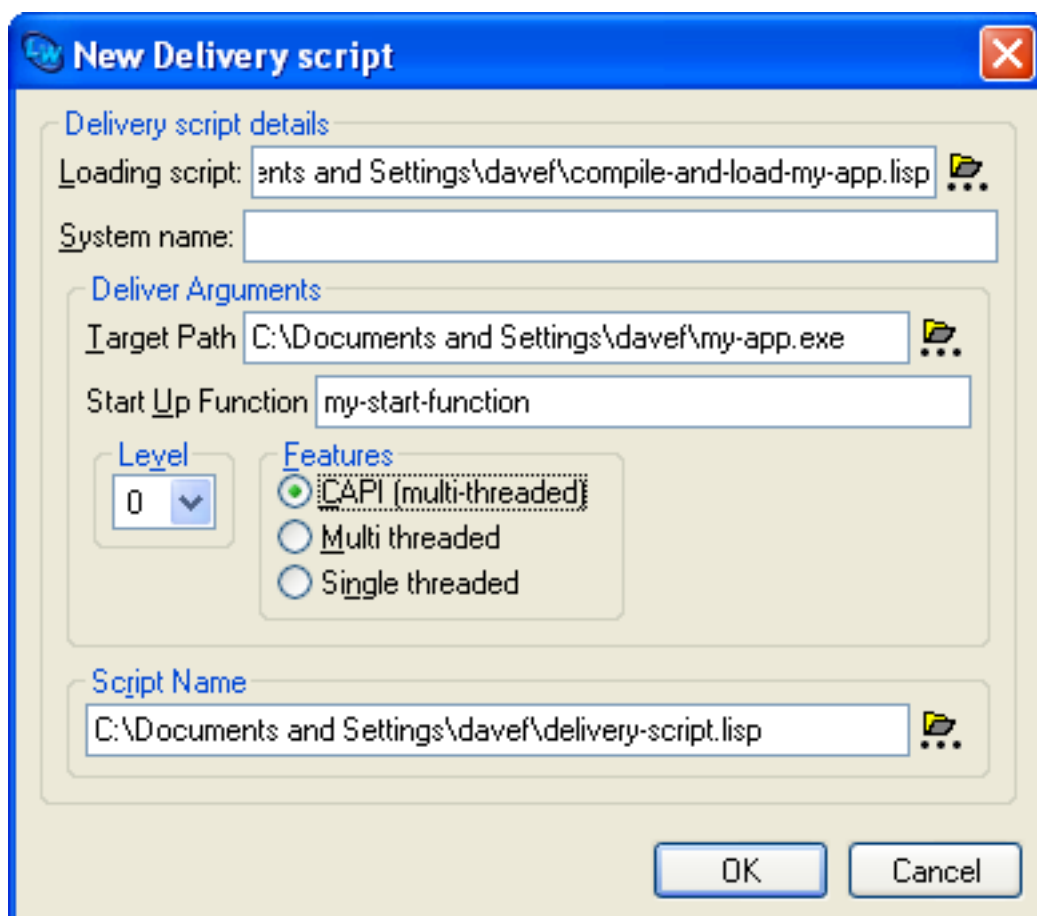 LW New Delivery script
Delivery script details
Loading script: ents and Settings\davef\compile-and-load-my-app.lisp
System name:
Deliver Arguments
Target Path C:\Documents and Settings\davef\my-app.exe
Start Up Function my-start-function
Level Features
0 CAPI (multi-threaded)
Multi threaded
Single threaded
Script Name
C:\Documents and Settings\davef\delivery-script.lisp
OK Cancel